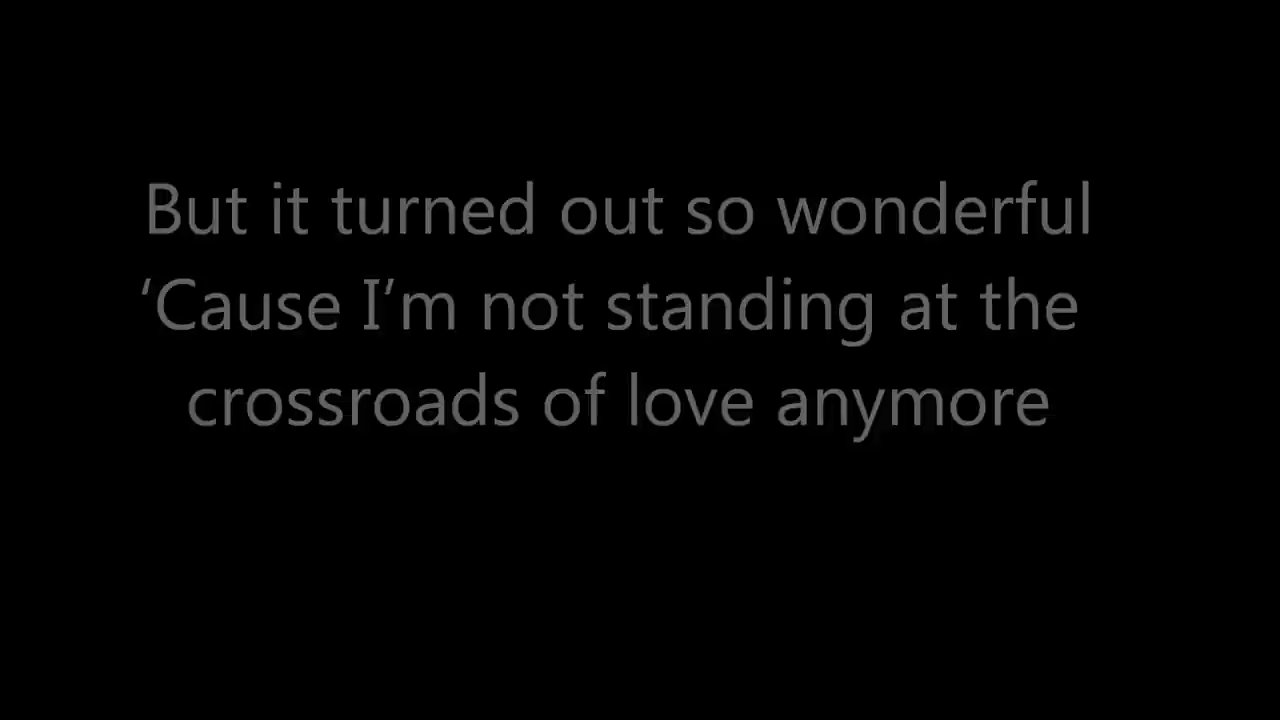 But it turned out so wonderful
‘Cause I’m not standing at the
crossroads of love anymore